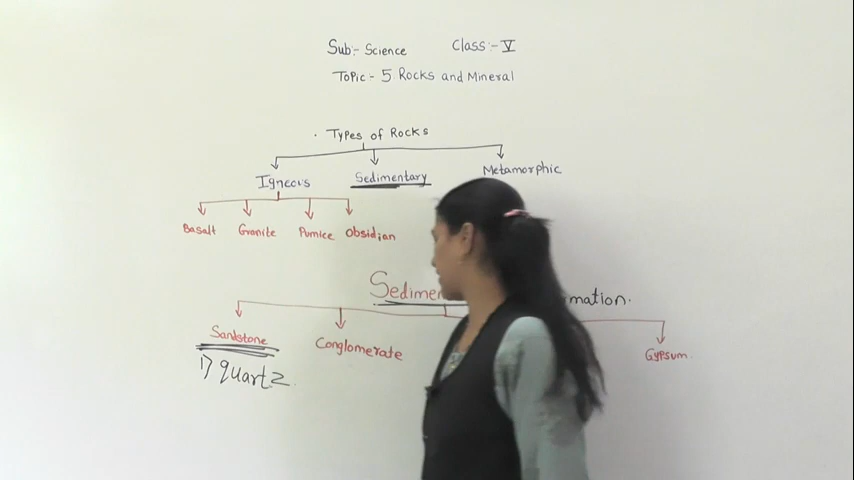 Sub:- Science Class:- V
Topic - 5 Rocks and Mineral
Types of Rocks
Igneous Sedimentary Metamorphic
Basalt Granite Pumice Obsidian
mation.
Sandstone Conglomerate Gypsum.
1) quartz.